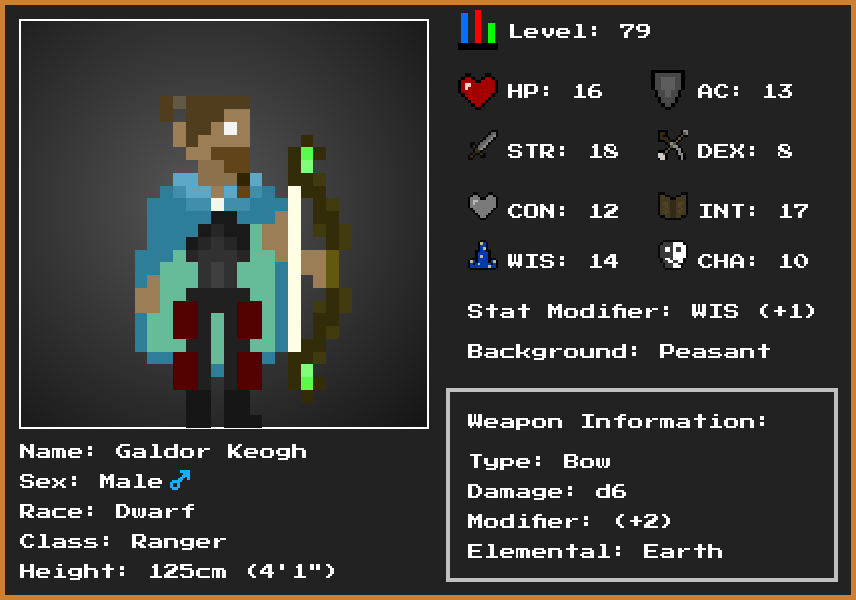 Level: 79
HP: 16
AC: 13
STR: 18
DEX: 8
CON: 12
INT: 17
WIS: 14
CHA: 10
Stat Modifier: WIS (+1)
Background: Peasant
Weapon Information:
Type: Bow
Damage: d6
Modifier: (+2)
Elemental: Earth
Name: Galdor Keogh
Sex: Male ♂
Race: Dwarf
Class: Ranger
Height: 125cm (4'1")